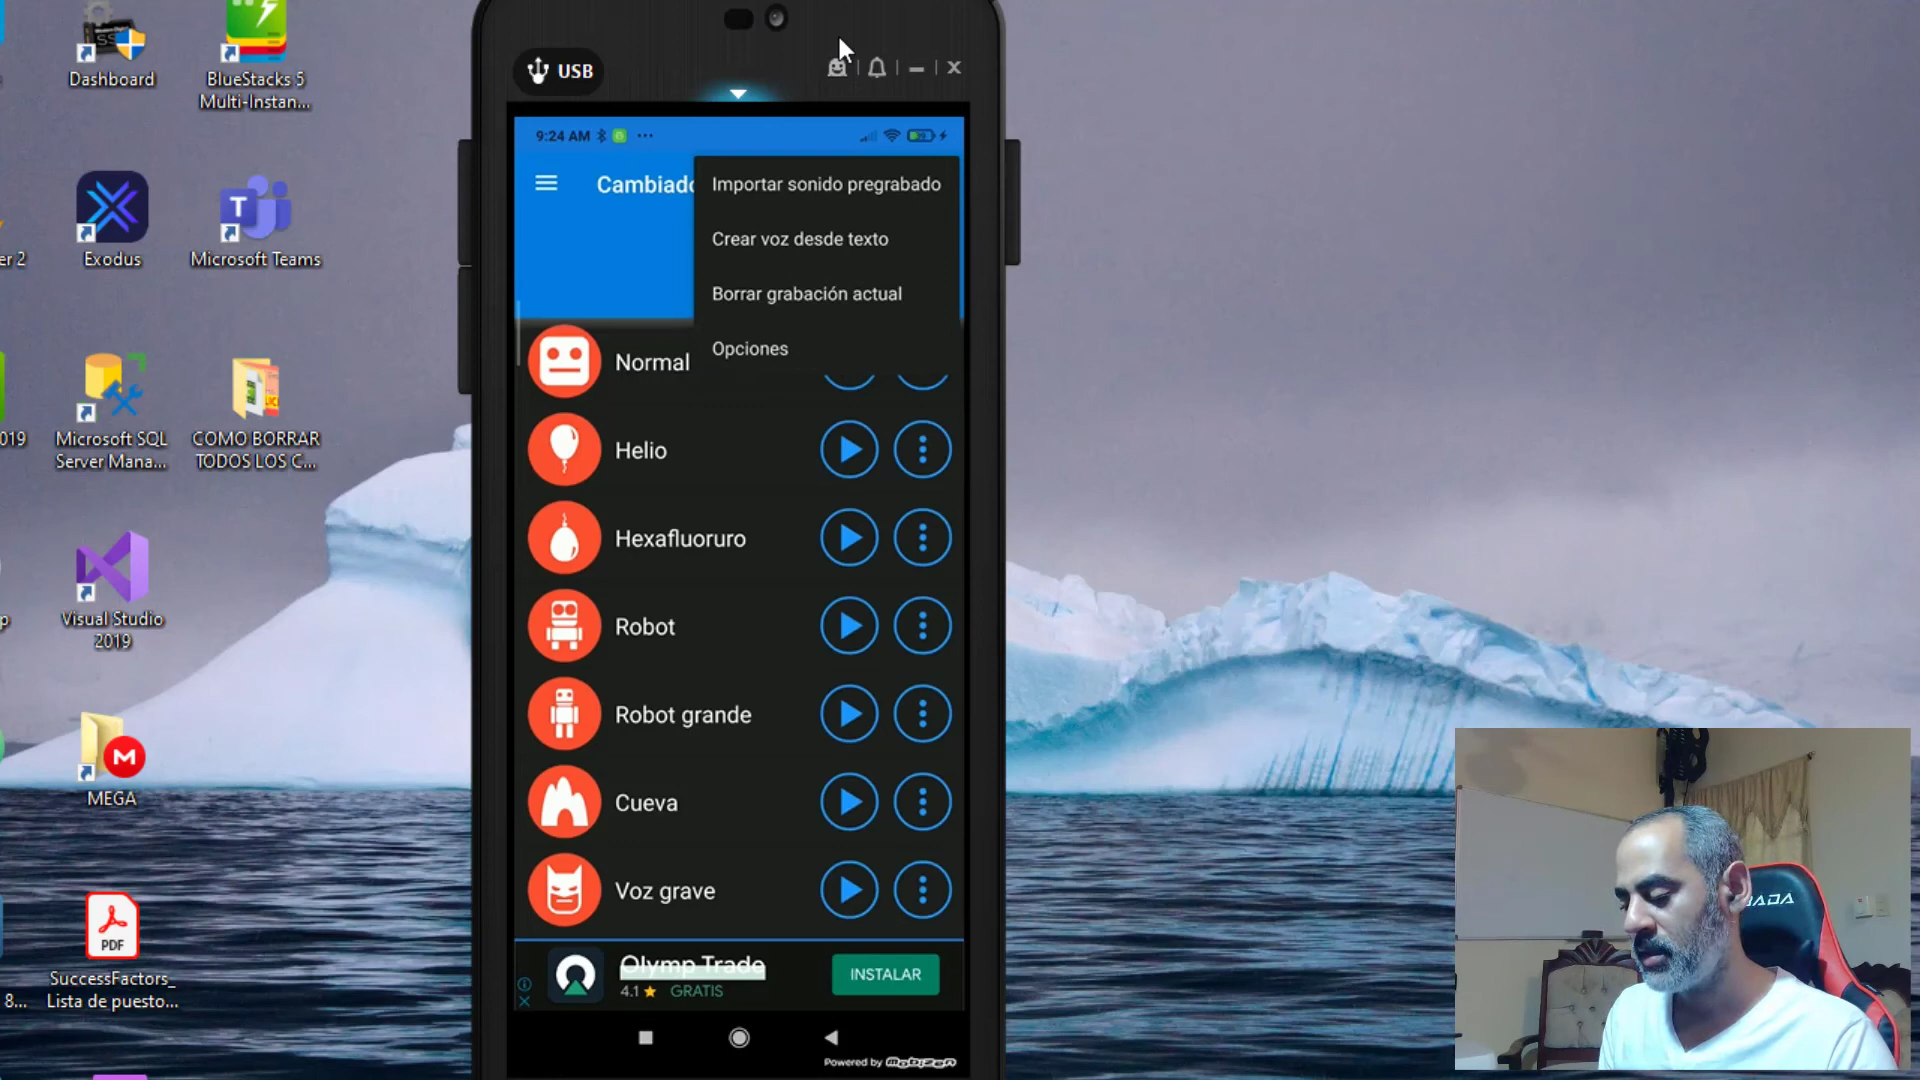 Dashboard
BlueStacks 5
Multi-Instan...
er 2
Exodus
Microsoft Teams
019
Microsoft SQL
Server Mana...
COMO BORRAR
TODOS LOS C...
p
Visual Studio
2019
MEGA
PDF
8...
SuccessFactors_
Lista de puesto...
USB
9:24 AM
Cambiado
Importar sonido pregrabado
Crear voz desde texto
Borrar grabación actual
Opciones
Normal
Helio
Hexafluoruro
Robot
Robot grande
Cueva
Voz grave
Olymp Trade
4.1 ★ GRATIS
INSTALAR
Powered by mobizen